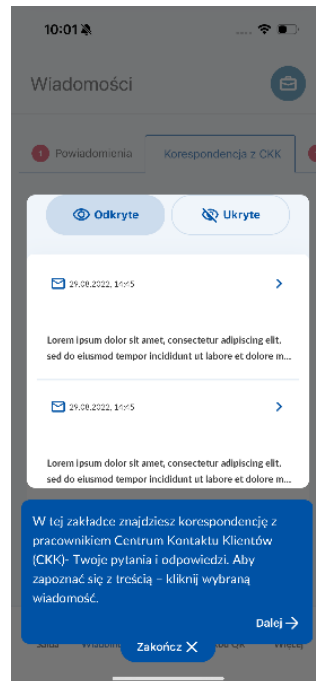 10:01
Wiadomości
1 Powiadomienia Korespondencja z CKK
Odkryte Ukryte
29.08.2022, 14:45
Lorem ipsum dolor sit amet, consectetur adipiscing elit.
sed do eiusmod tempor incididunt ut labore et dolore m...
29.08.2022, 14:45
Lorem ipsum dolor sit amet, consectetur adipiscing elit.
sed do eiusmod tempor incididunt ut labore et dolore m...
W tej zakładce znajdziesz korespondencję z
pracownikiem Centrum Kontaktu Klientów
(CKK)- Twoje pytania i odpowiedzi. Aby
zapoznać się z treścią – kliknij wybraną
wiadomość.
Dalej →
Zakończ X
QR Więcej